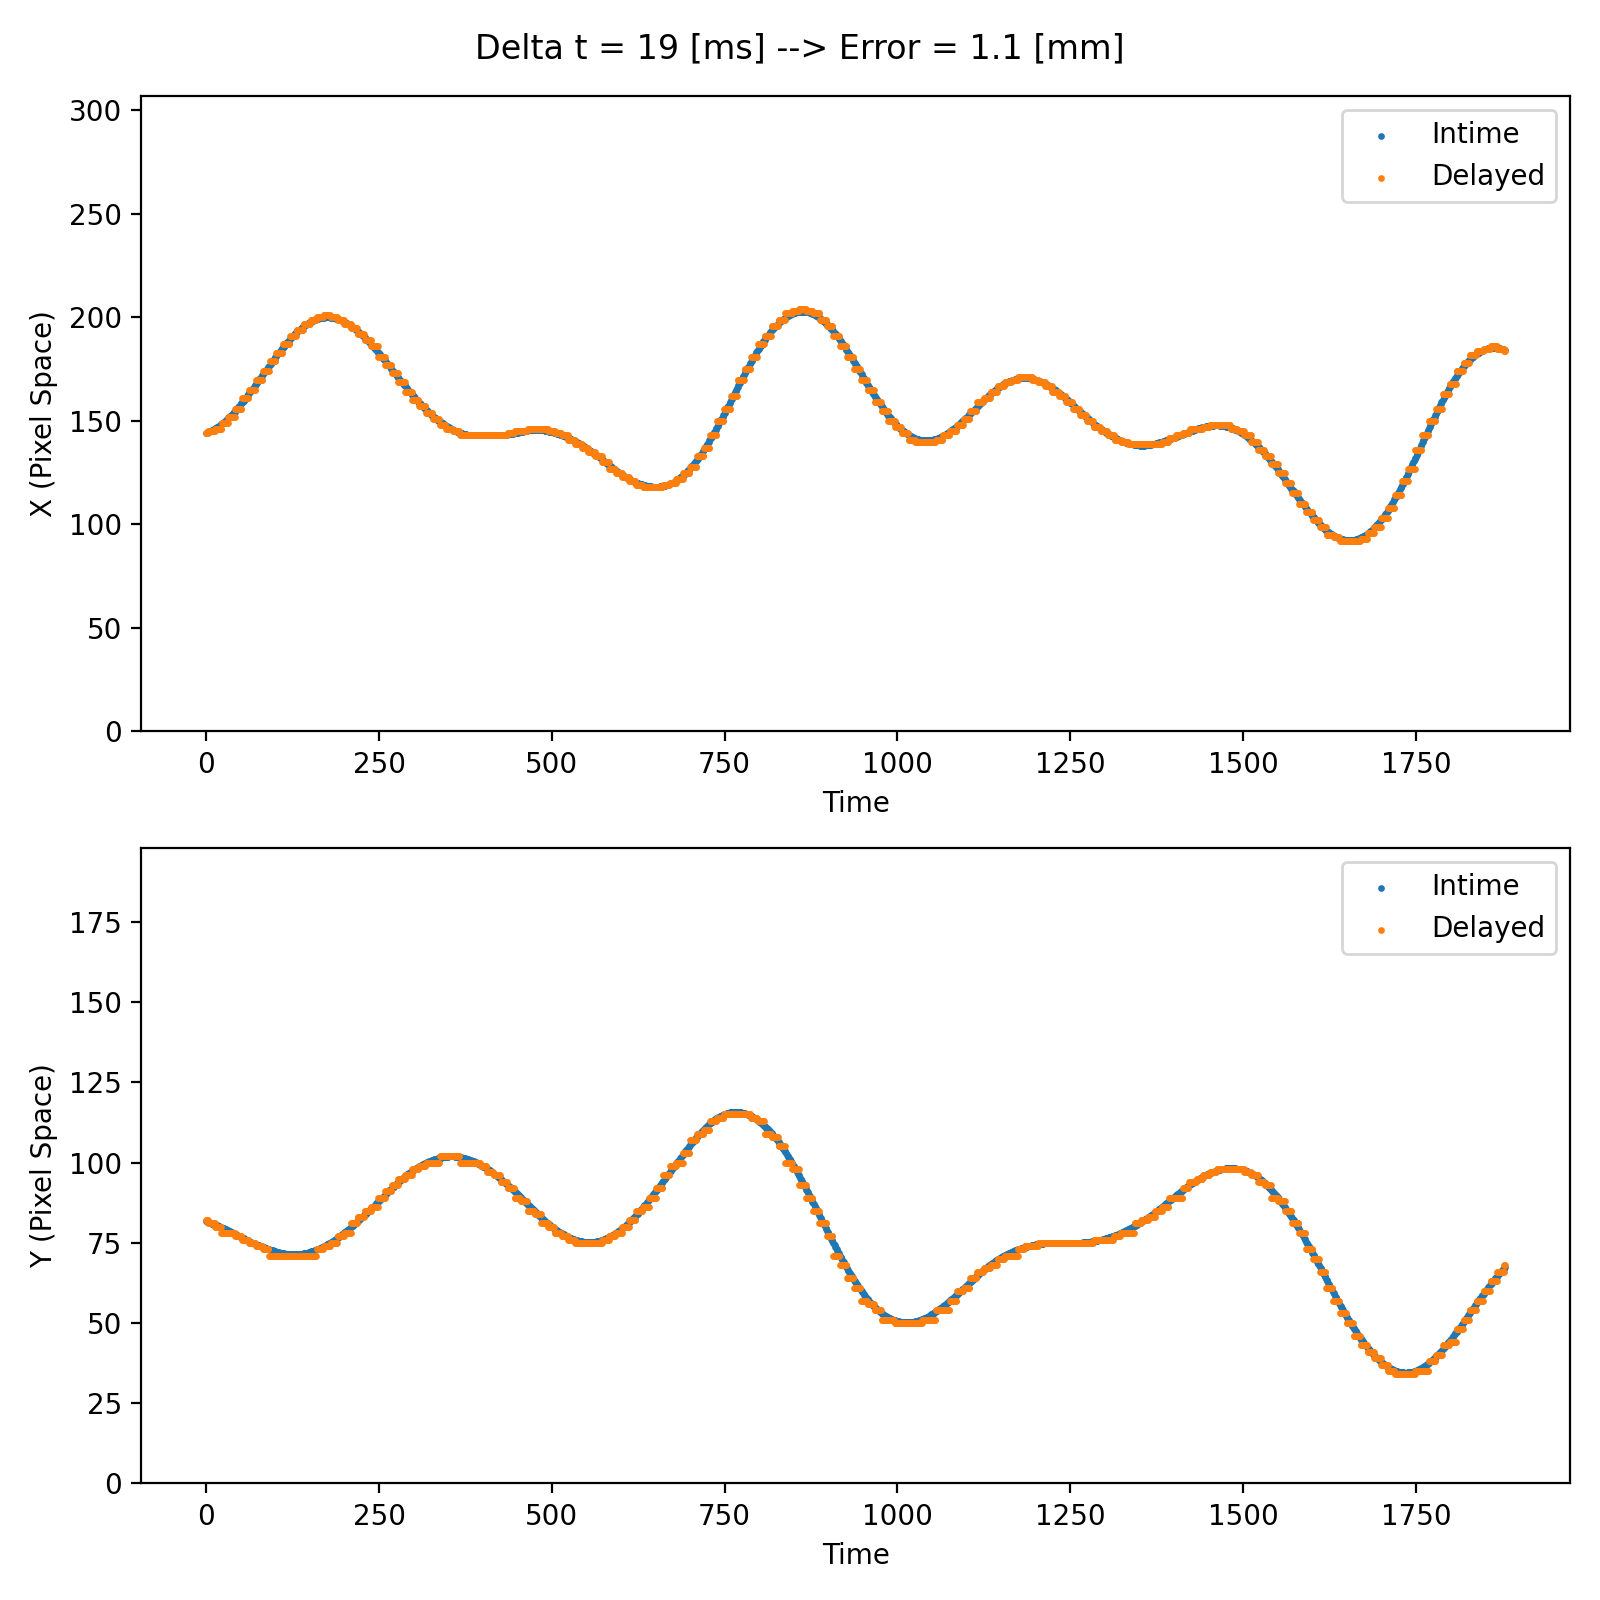 Delta t = 19 [ms] --> Error = 1.1 [mm]
300
250
200
150
100
50
0
X (Pixel Space)
Intime
Delayed
0 250 500 750 1000 1250 1500 1750
Time
175
150
125
100
75
50
25
0
Y (Pixel Space)
Intime
Delayed
0 250 500 750 1000 1250 1500 1750
Time